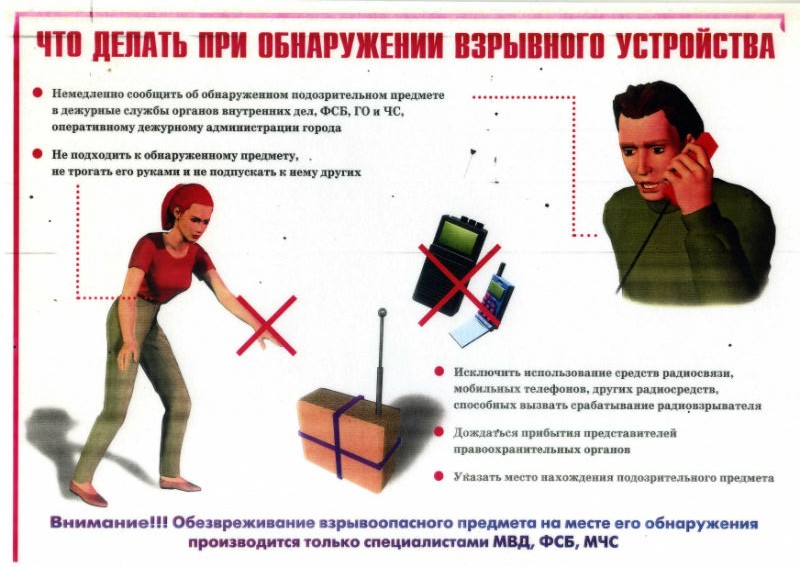 ЧТО ДЕЛАТЬ ПРИ ОБНАРУЖЕНИИ ВЗРЫВНОГО УСТРОЙСТВА
Немедленно сообщить об обнаруженном подозрительном предмете
в дежурные службы органов внутренних дел, ФСБ, ГО и ЧС,
оперативному дежурному администрации города
Не подходить к обнаруженному предмету,
не трогать его руками и не подпускать к нему других
Исключить использование средств радиосвязи,
мобильных телефонов, других радиосредств,
способных вызвать срабатывание радиовзрывателя
Дождаться прибытия представителей
правоохранительных органов
Указать место нахождения подозрительного предмета
Внимание!!! Обезвреживание взрывоопасного предмета на месте его обнаружения
производится только специалистами МВД, ФСБ, МЧС